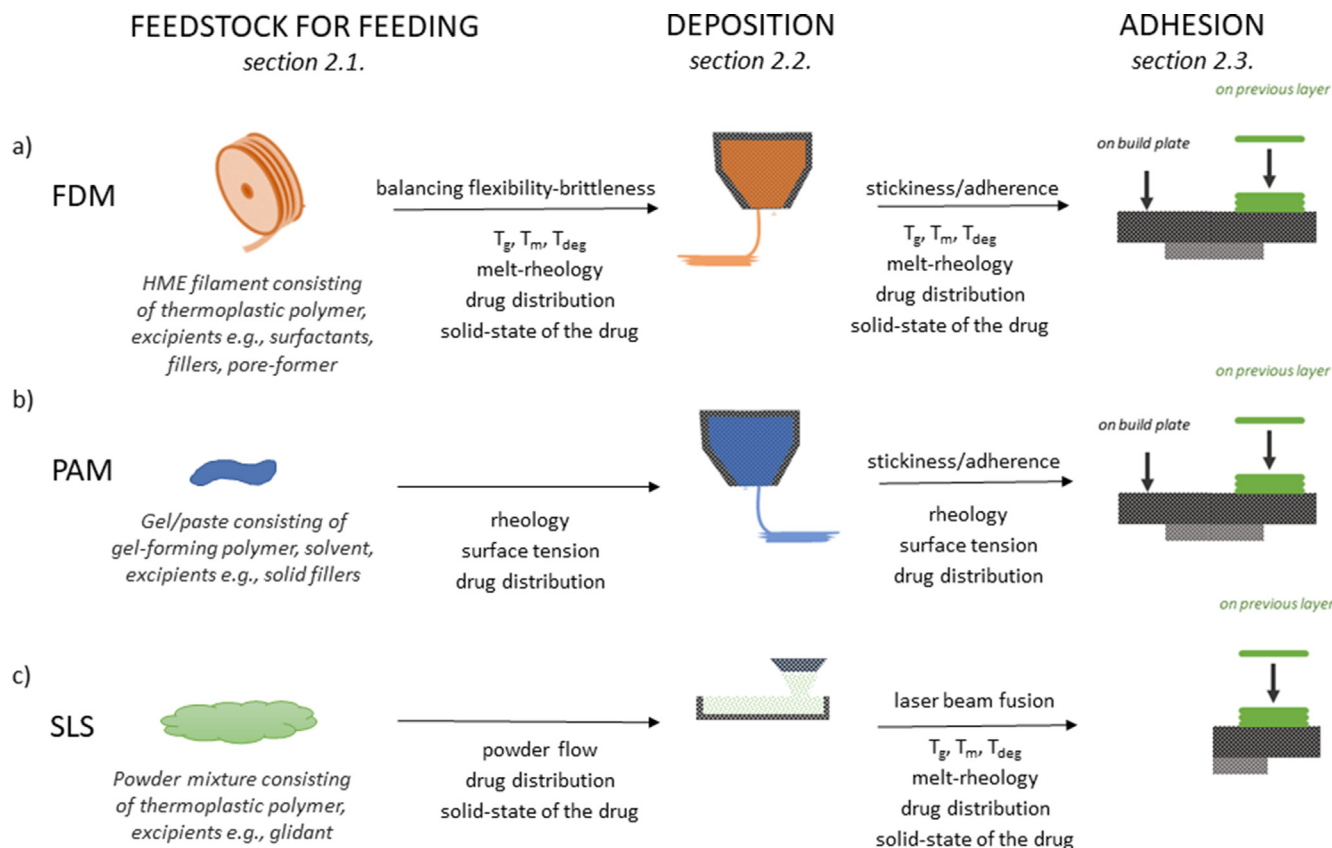 FEEDSTOCK FOR FEEDING
section 2.1.
DEPOSITION
section 2.2.
ADHESION
section 2.3.
a)
FDM
HME filament consisting
of thermoplastic polymer,
excipients e.g., surfactants,
fillers, pore-former
balancing flexibility-brittleness
Tg, Tm, Tdeg
melt-rheology
drug distribution
solid-state of the drug
stickiness/adherence
Tg, Tm, Tdeg
melt-rheology
drug distribution
solid-state of the drug
on build plate
on previous layer
b)
PAM
Gel/paste consisting of
gel-forming polymer, solvent,
excipients e.g., solid fillers
rheology
surface tension
drug distribution
stickiness/adherence
rheology
surface tension
drug distribution
on build plate
on previous layer
c)
SLS
Powder mixture consisting
of thermoplastic polymer,
excipients e.g., glidant
powder flow
drug distribution
solid-state of the drug
laser beam fusion
Tg, Tm, Tdeg
melt-rheology
drug distribution
solid-state of the drug
on previous layer